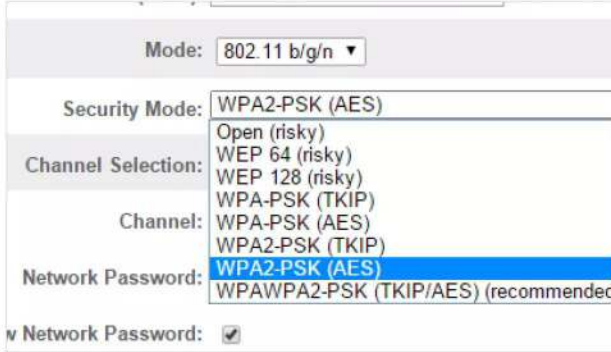 Mode: 802.11 b/g/n
Security Mode: WPA2-PSK (AES)
Open (risky)
WEP 64 (risky)
WEP 128 (risky)
Channel Selection:
WPA-PSK (TKIP)
WPA-PSK (AES)
Channel:
WPA2-PSK (TKIP)
WPA2-PSK (AES)
Network Password:
WPAWPA2-PSK (TKIP/AES) (recommended
w Network Password: